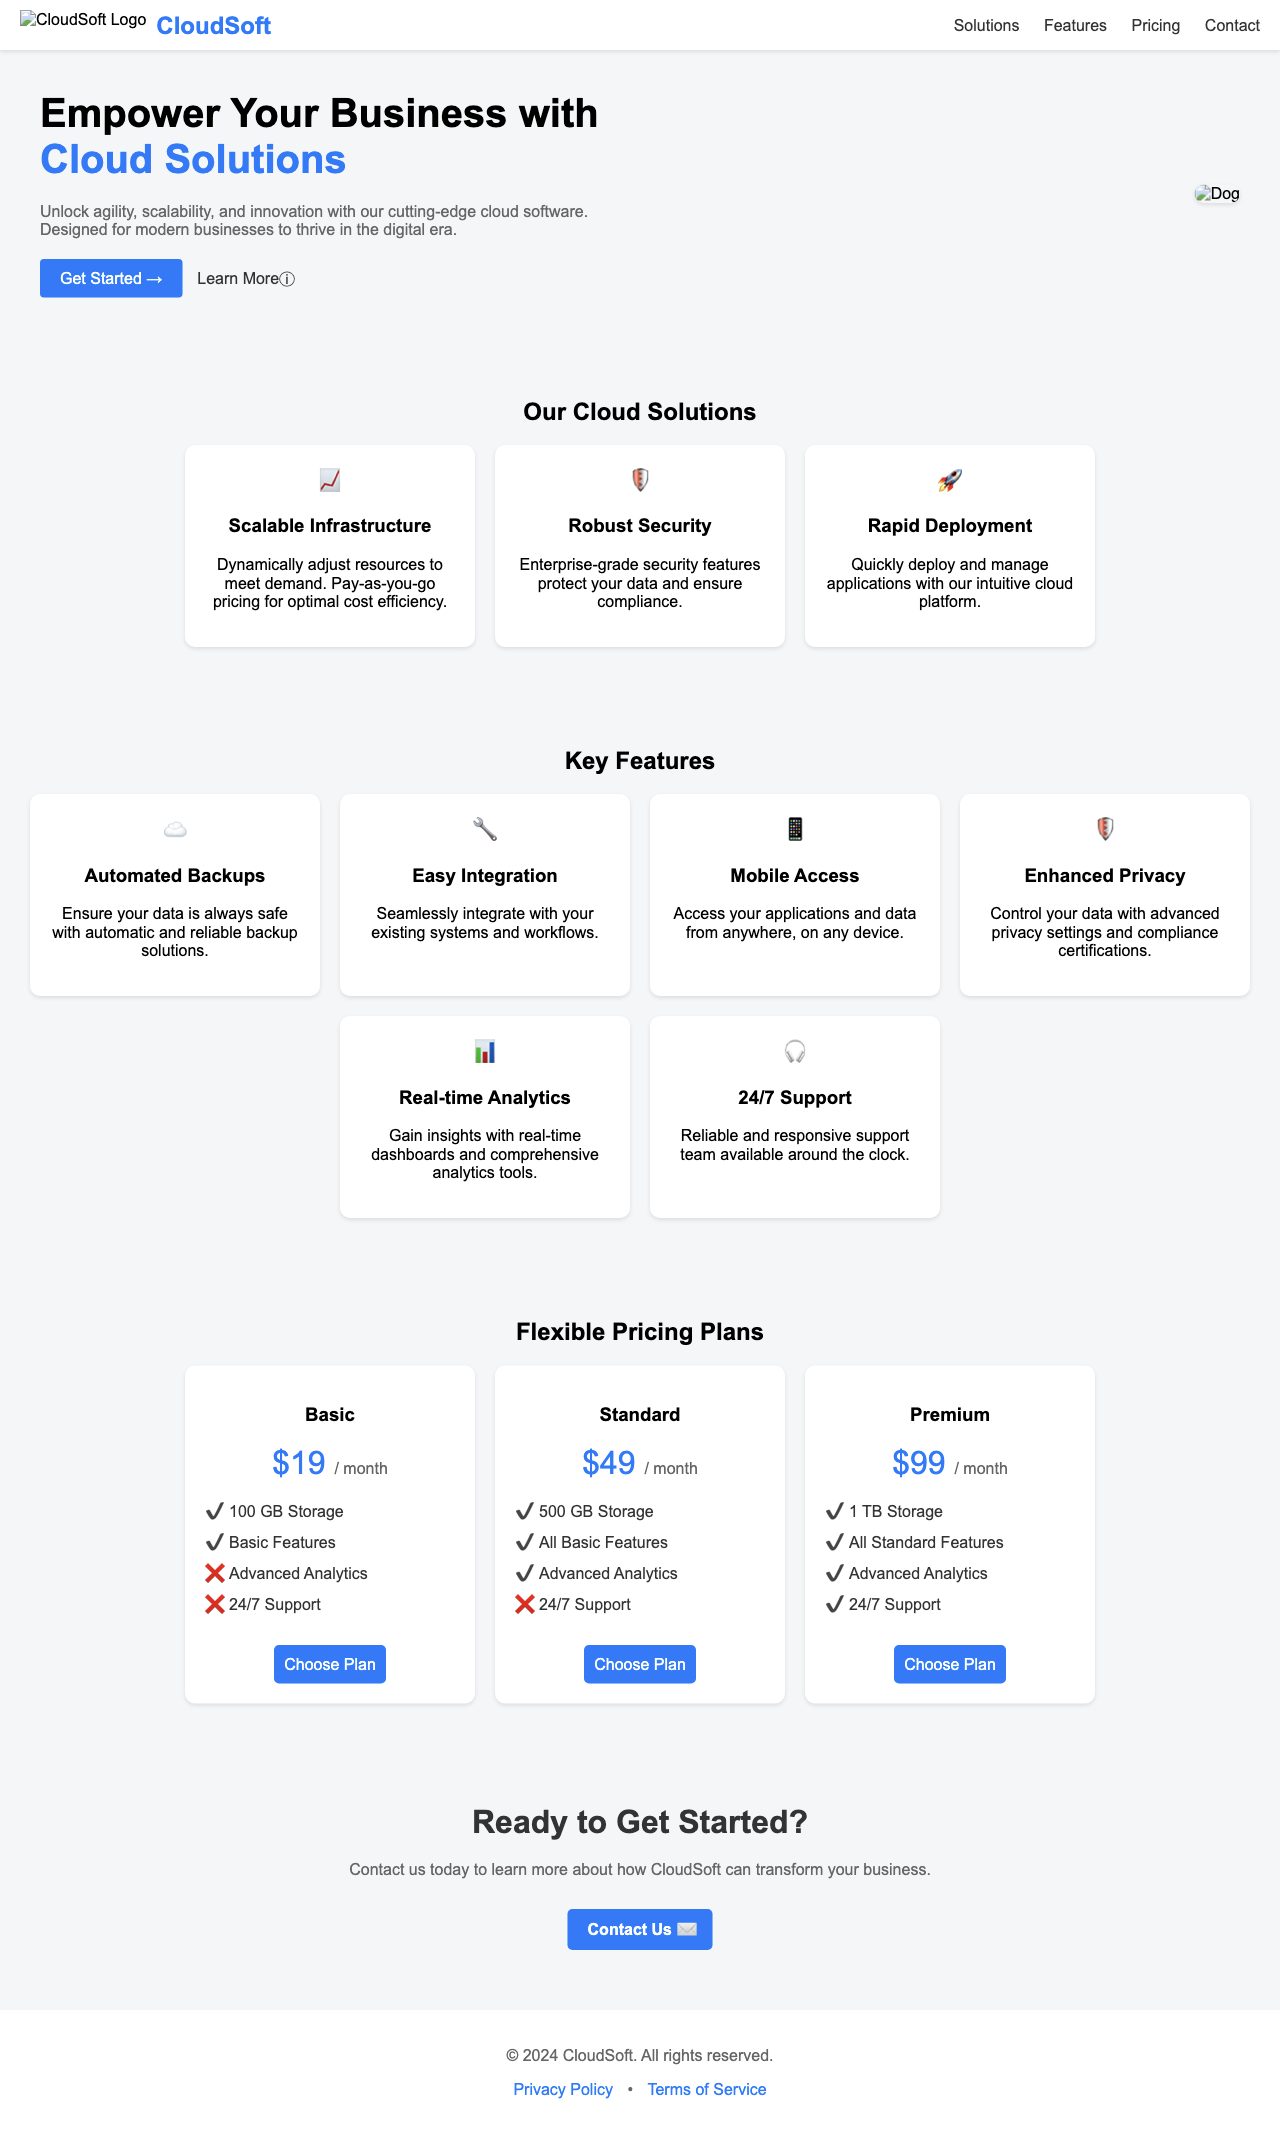 CloudSoft Logo CloudSoft Solutions Features Pricing Contact
Empower Your Business with
Cloud Solutions
Dog
Unlock agility, scalability, and innovation with our cutting-edge cloud software.
Designed for modern businesses to thrive in the digital era.
Get Started → Learn Moreⓘ
Our Cloud Solutions
Scalable Infrastructure
Dynamically adjust resources to
meet demand. Pay-as-you-go
pricing for optimal cost efficiency.
Robust Security
Enterprise-grade security features
protect your data and ensure
compliance.
Rapid Deployment
Quickly deploy and manage
applications with our intuitive cloud
platform.
Key Features
Automated Backups
Ensure your data is always safe
with automatic and reliable backup
solutions.
Easy Integration
Seamlessly integrate with your
existing systems and workflows.
Mobile Access
Access your applications and data
from anywhere, on any device.
Enhanced Privacy
Control your data with advanced
privacy settings and compliance
certifications.
Real-time Analytics
Gain insights with real-time
dashboards and comprehensive
analytics tools.
24/7 Support
Reliable and responsive support
team available around the clock.
Flexible Pricing Plans
Basic
$19 / month
✔ 100 GB Storage
✔ Basic Features
❌ Advanced Analytics
❌ 24/7 Support
Choose Plan
Standard
$49 / month
✔ 500 GB Storage
✔ All Basic Features
✔ Advanced Analytics
❌ 24/7 Support
Choose Plan
Premium
$99 / month
✔ 1 TB Storage
✔ All Standard Features
✔ Advanced Analytics
✔ 24/7 Support
Choose Plan
Ready to Get Started?
Contact us today to learn more about how CloudSoft can transform your business.
Contact Us ✉️
© 2024 CloudSoft. All rights reserved.
Privacy Policy • Terms of Service